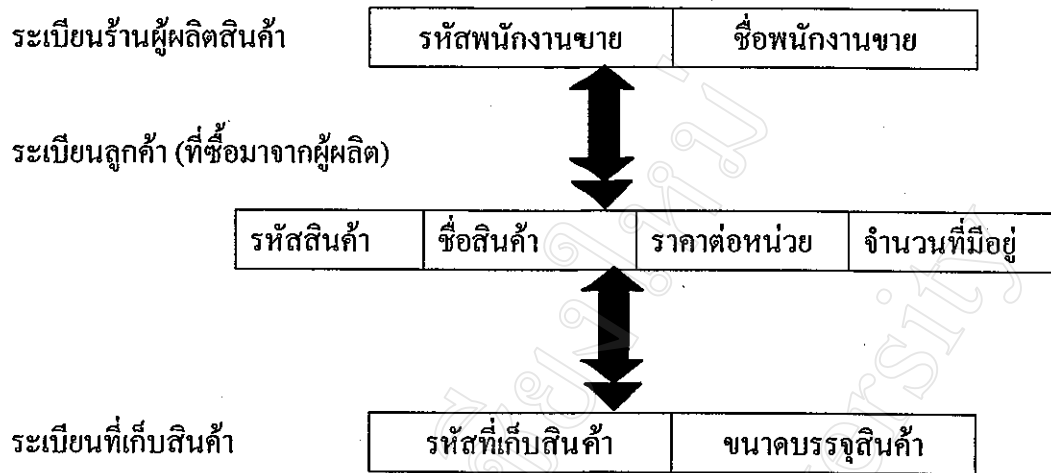 ระเบียนร้านผู้ผลิตสินค้า รหัสพนักงานขาย ชื่อพนักงานขาย
ระเบียนลูกค้า (ที่ซื้อมาจากผู้ผลิต)
รหัสสินค้า ชื่อสินค้า ราคาต่อหน่วย จำนวนที่มีอยู่
ระเบียนที่เก็บสินค้า รหัสที่เก็บสินค้า ขนาดบรรจุสินค้า